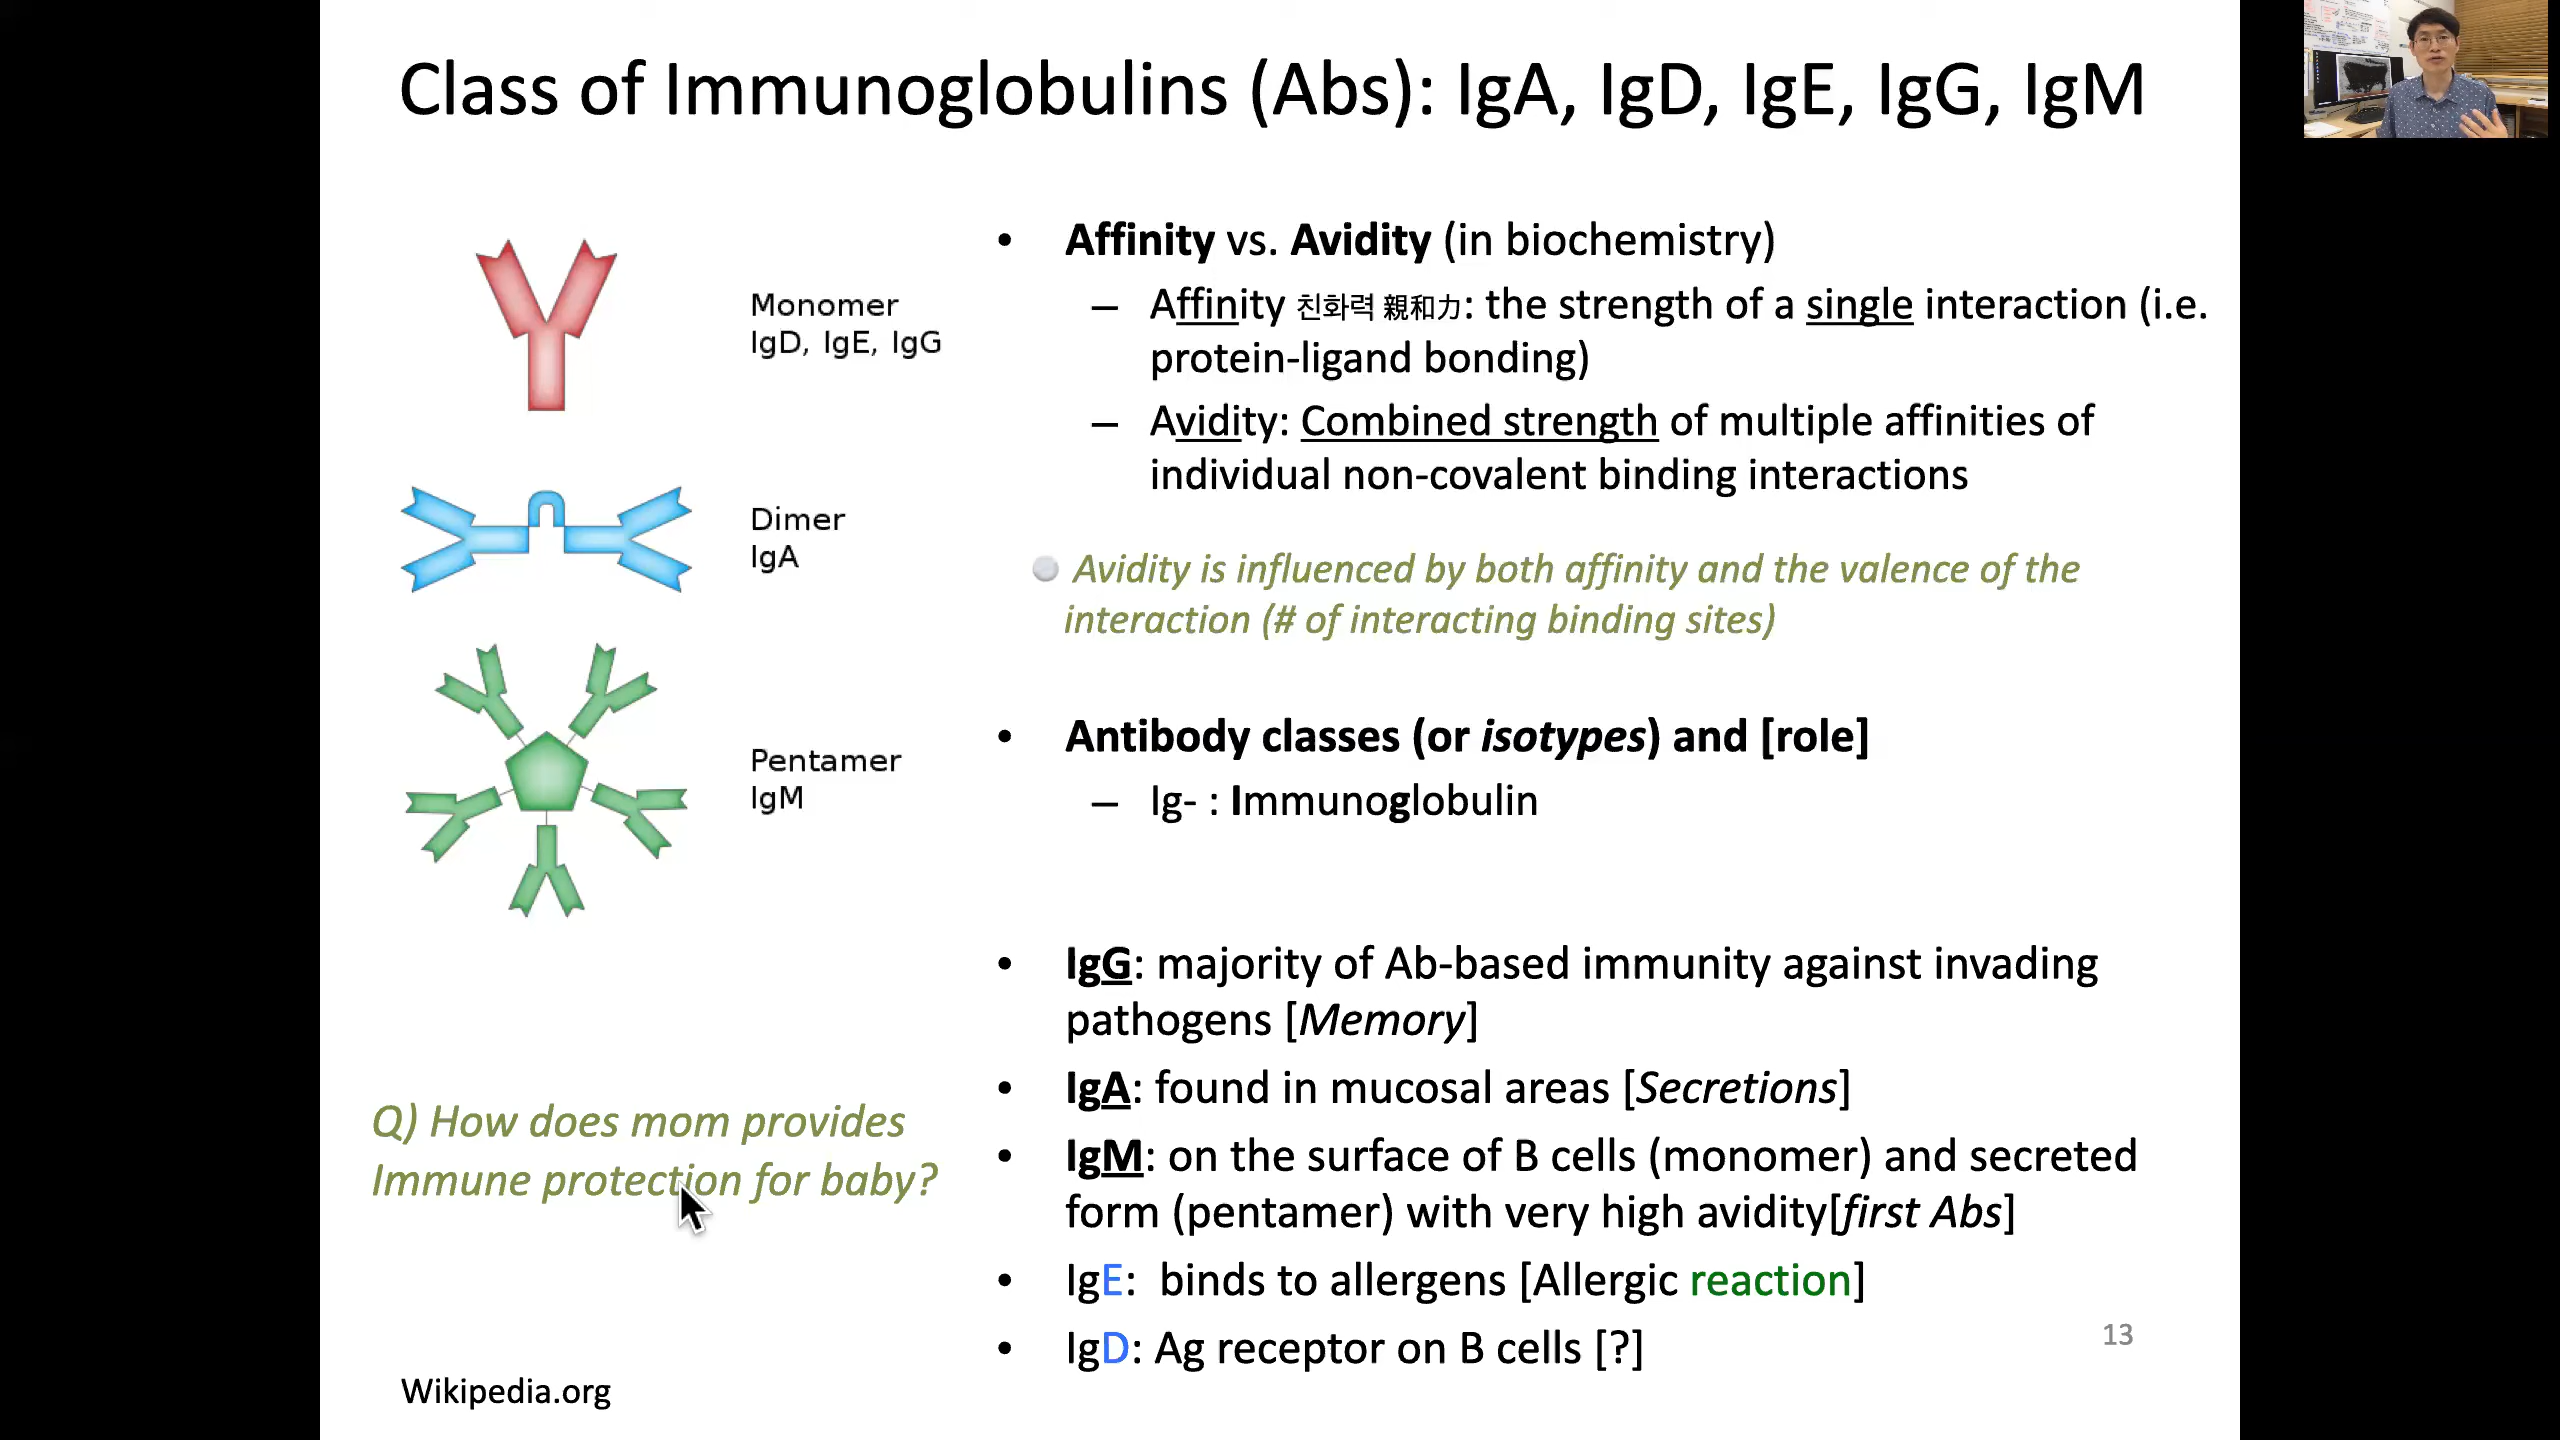 Class of Immunoglobulins (Abs): IgA, IgD, IgE, IgG, IgM
Monomer
IgD, IgE, IgG
Dimer
IgA
Pentamer
IgM
Q) How does mom provides
Immune protection for baby?
Wikipedia.org
• Affinity vs. Avidity (in biochemistry)
– Affinity 친화력 親和力: the strength of a single interaction (i.e.
protein-ligand bonding)
– Avidity: Combined strength of multiple affinities of
individual non-covalent binding interactions
Avidity is influenced by both affinity and the valence of the
interaction (# of interacting binding sites)
• Antibody classes (or isotypes) and [role]
– Ig- : Immunoglobulin
• IgG: majority of Ab-based immunity against invading
pathogens [Memory]
• IgA: found in mucosal areas [Secretions]
• IgM: on the surface of B cells (monomer) and secreted
form (pentamer) with very high avidity[first Abs]
• IgE: binds to allergens [Allergic reaction]
• IgD: Ag receptor on B cells [?]
13